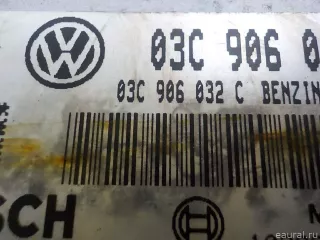 03C 906 0
03C 906 032 C BENZIN
SCH
M
eaural.ru